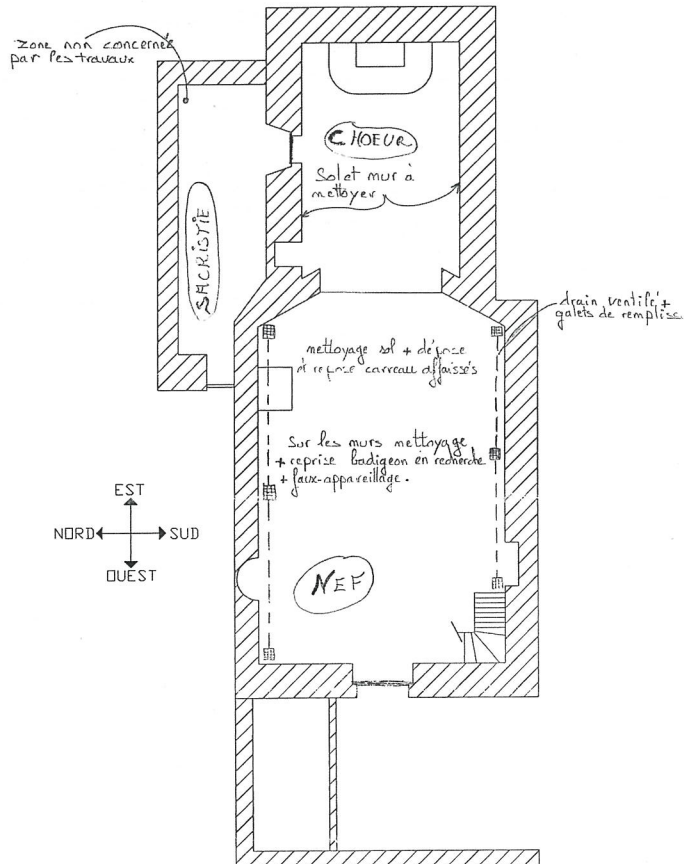 Zone non concernée
par les travaux
CHOEUR
Sol et mur à
nettoyer
SACRISTIE
drain ventilé +
galets de remplise
nettoyage sol + dépose
et repose carreau affaissés
Sur les murs nettoyage
+ reprise badigeon en recherche
+ faux-appareillage.
EST
NORD SUD
OUEST
NEF